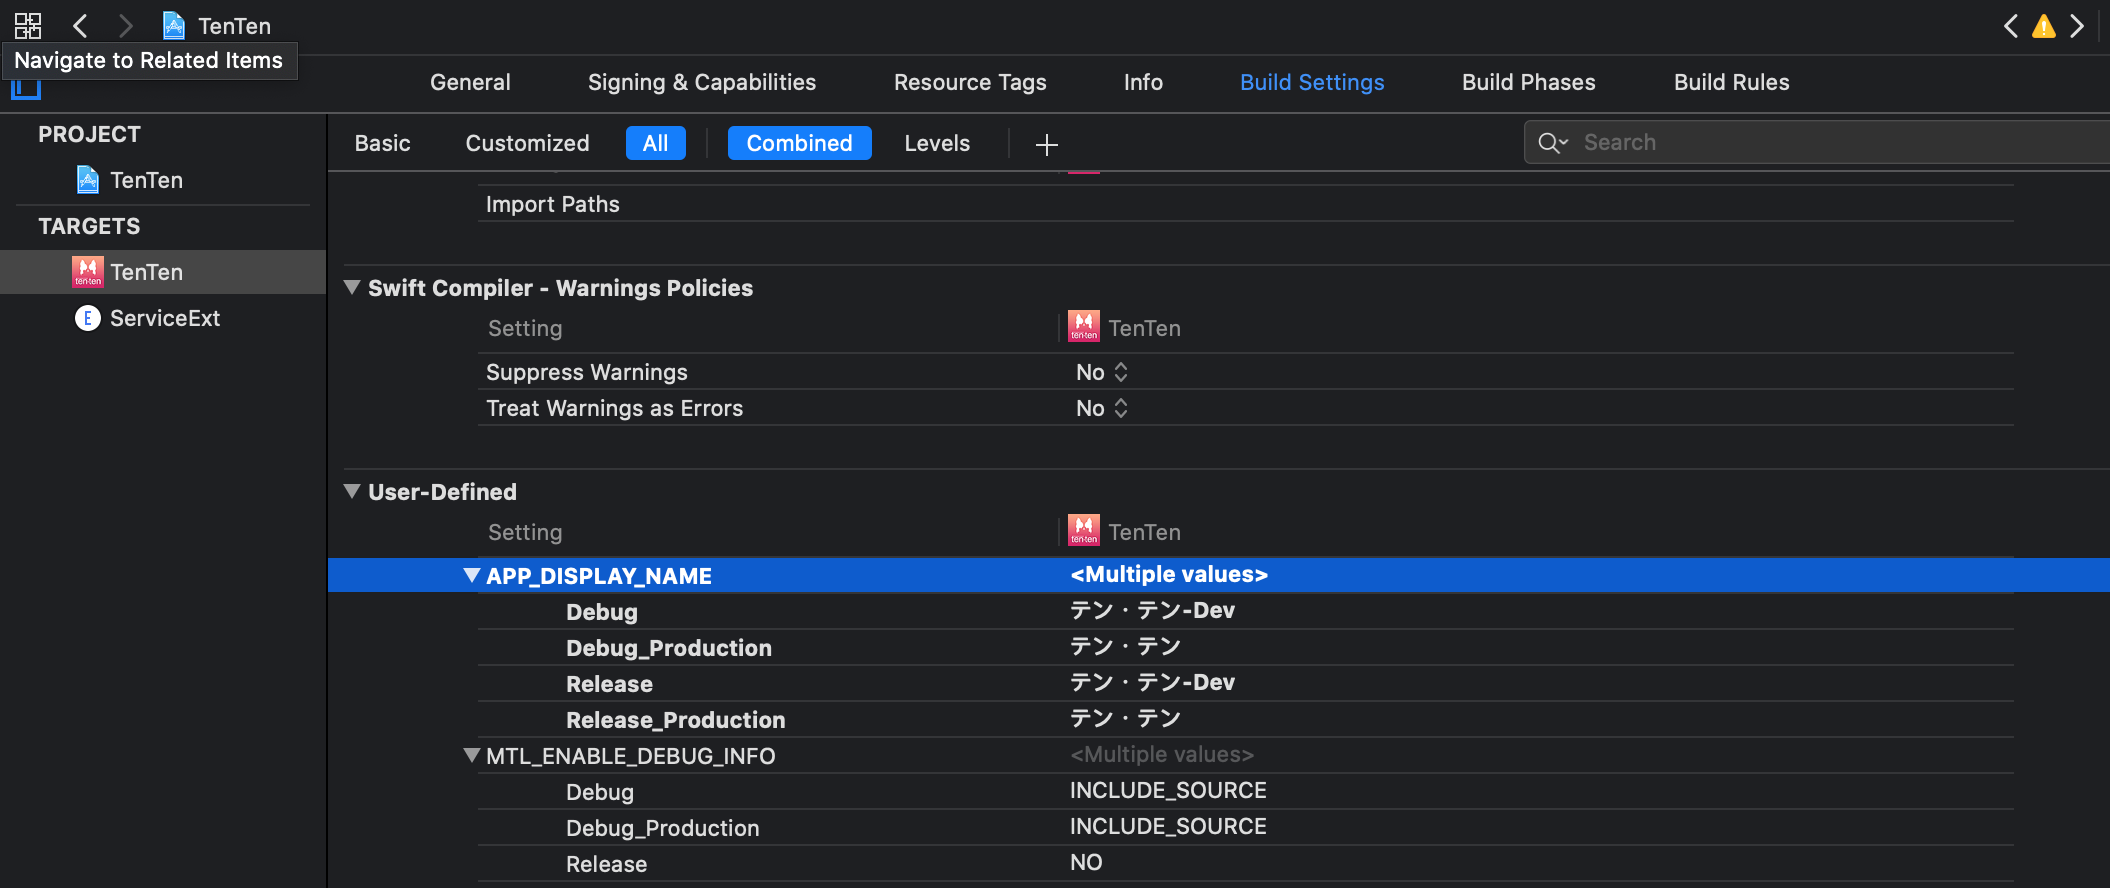 TenTen
Navigate to Related Items
General Signing & Capabilities Resource Tags Info Build Settings Build Phases Build Rules
PROJECT
TenTen
TARGETS
TenTen
ServiceExt
Basic Customized All Combined Levels Search
Import Paths
Swift Compiler - Warnings Policies
Setting TenTen
Suppress Warnings No
Treat Warnings as Errors No
User-Defined
Setting TenTen
APP_DISPLAY_NAME <Multiple values>
Debug テン・テン-Dev
Debug_Production テン・テン
Release テン・テン-Dev
Release_Production テン・テン
MTL_ENABLE_DEBUG_INFO <Multiple values>
Debug INCLUDE_SOURCE
Debug_Production INCLUDE_SOURCE
Release NO